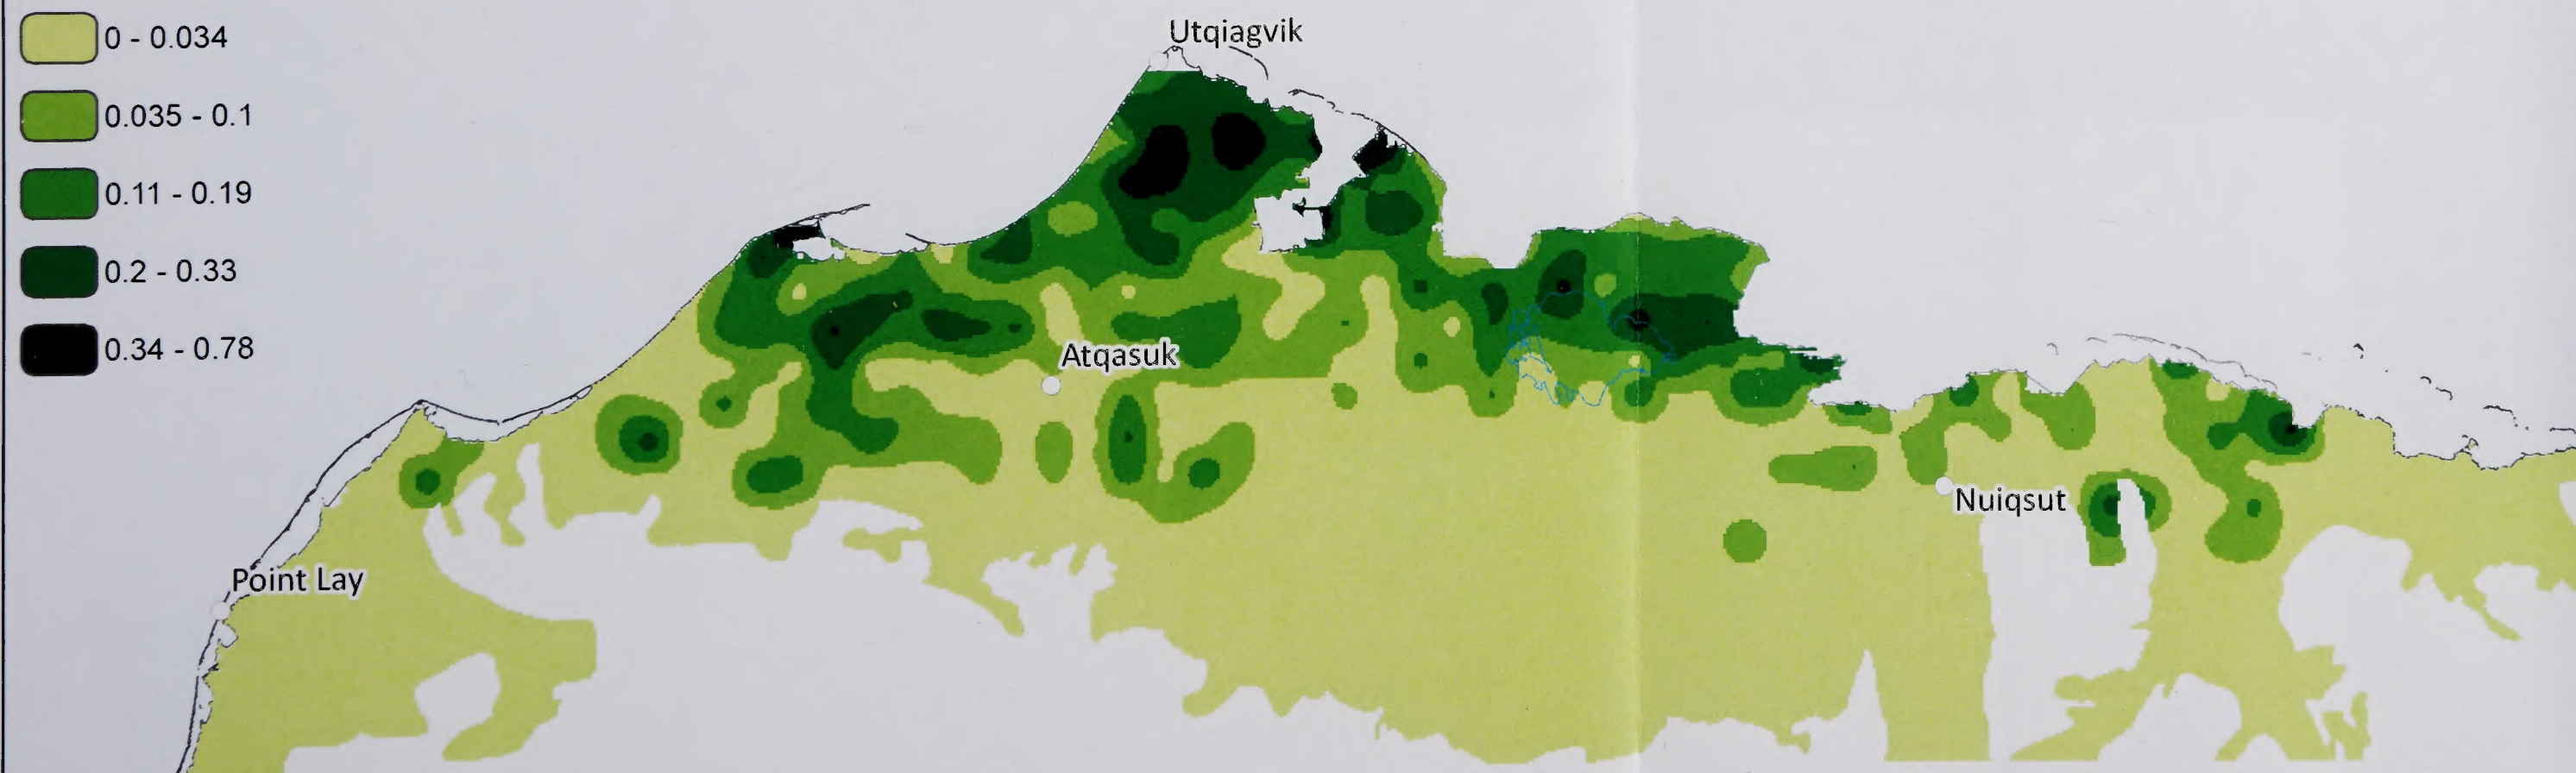 0 - 0.034
0.035 - 0.1
0.11 - 0.19
0.2 - 0.33
0.34 - 0.78
Utqiagvik
Atqasuk
Nuiqsut
Point Lay